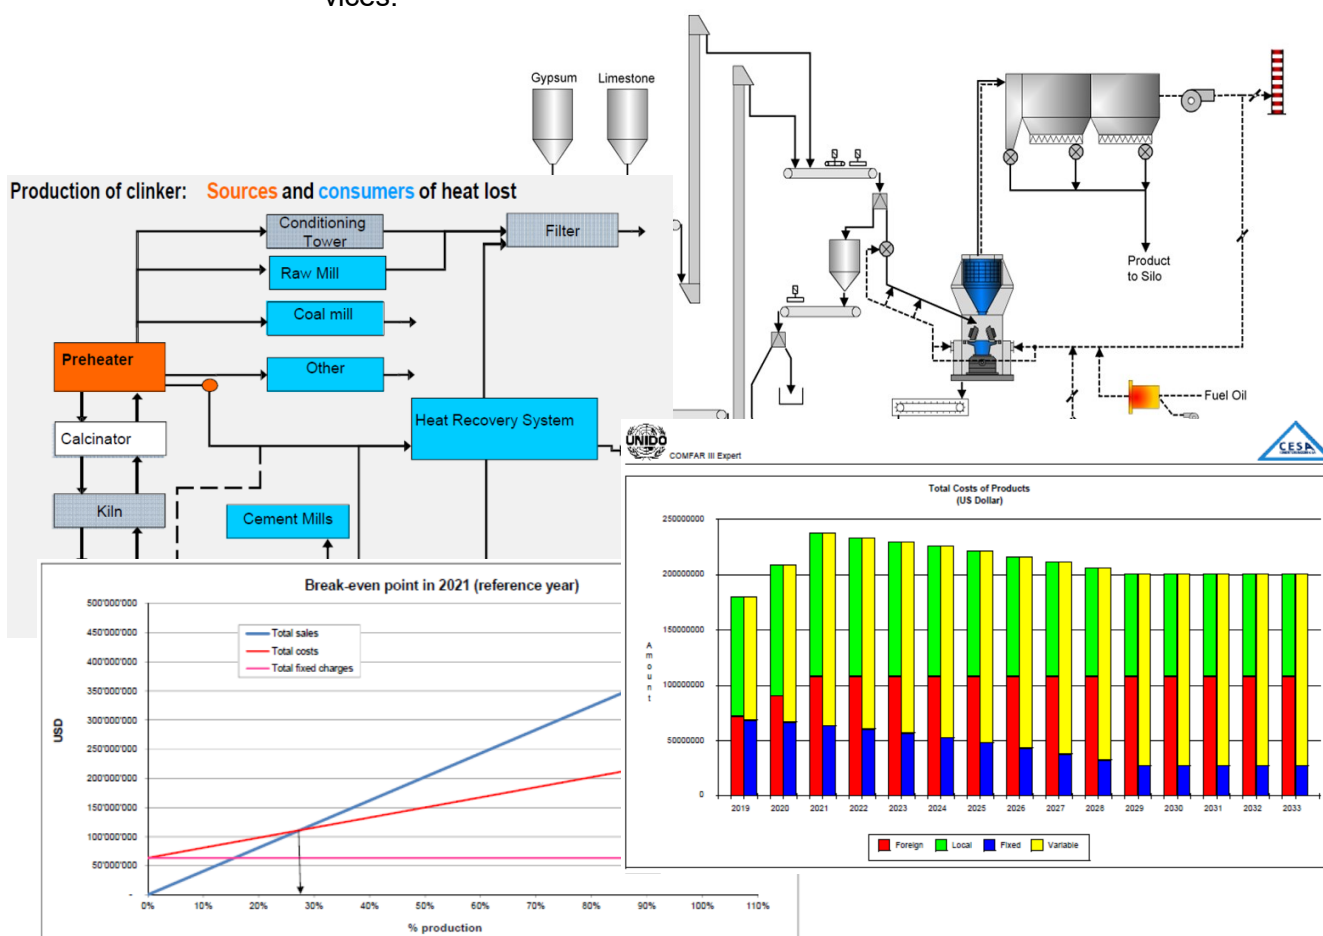 vices.
Gypsum Limestone
Product
to Silo
Fuel Oil
Production of clinker: Sources and consumers of heat lost
Conditioning
Tower
Filter
Raw Mill
Coal mill
Preheater
Other
Heat Recovery System
Calcinator
Kiln
Cement Mills
UNIDO
COMFAR III Expert
CESA
Total Costs of Products
(US Dollar)
250000000
200000000
150000000
100000000
50000000
0
Amount
2019 2020 2021 2022 2023 2024 2025 2026 2027 2028 2029 2030 2031 2032 2033
Foreign Local Fixed Variable
Break-even point in 2021 (reference year)
500'000'000
450'000'000
400'000'000
350'000'000
300'000'000
250'000'000
200'000'000
150'000'000
100'000'000
50'000'000
-
USD
Total sales
Total costs
Total fixed charges
0% 10% 20% 30% 40% 50% 60% 70% 80% 90% 100% 110%
% production